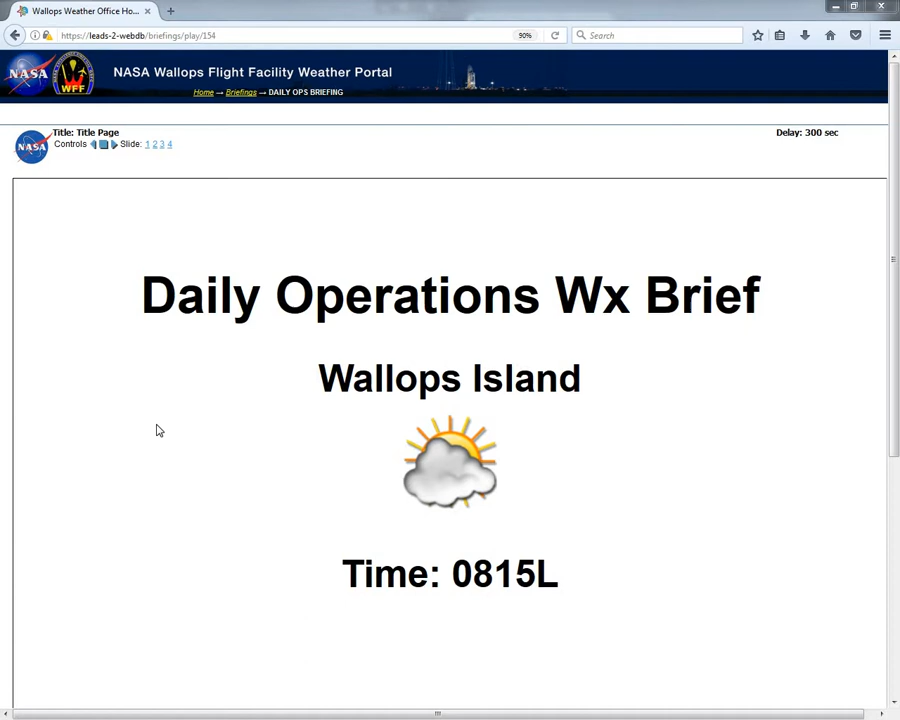 Wallops Weather Office Ho...
https://leads-2-webdb/briefings/play/154
90%
Search
NASA
WFF
NASA Wallops Flight Facility Weather Portal
Home → Briefings → DAILY OPS BRIEFING
NASA
Title: Title Page
Delay: 300 sec
Controls Slide: 1 2 3 4
Daily Operations Wx Brief
Wallops Island
Time: 0815L